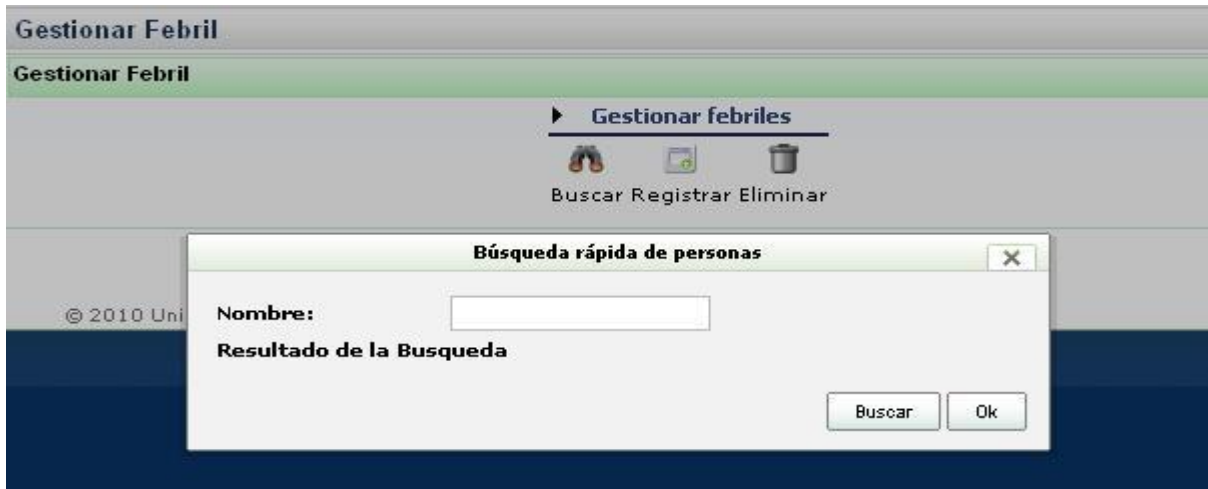 Gestionar Febril
Gestionar Febril
Gestionar febriles
Buscar Registrar Eliminar
Búsqueda rápida de personas
Nombre:
© 2010 Uni
Resultado de la Busqueda
Buscar Ok